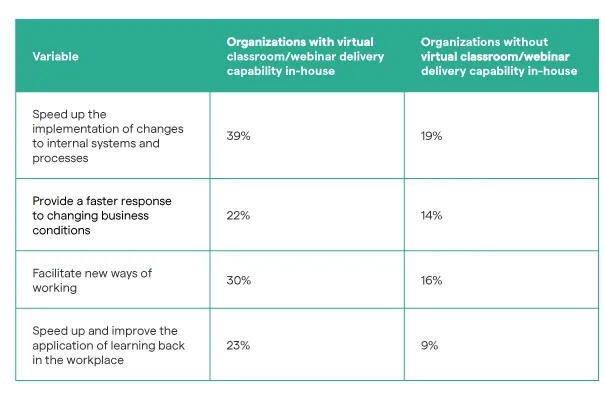 Variable
Organizations with virtual
classroom/webinar delivery
capability in-house
Organizations without
virtual classroom/webinar
delivery capability in-house
Speed up the
implementation of changes
to internal systems and
processes
39%
19%
Provide a faster response
to changing business
conditions
22%
14%
Facilitate new ways of
working
30%
16%
Speed up and improve the
application of learning back
in the workplace
23%
9%